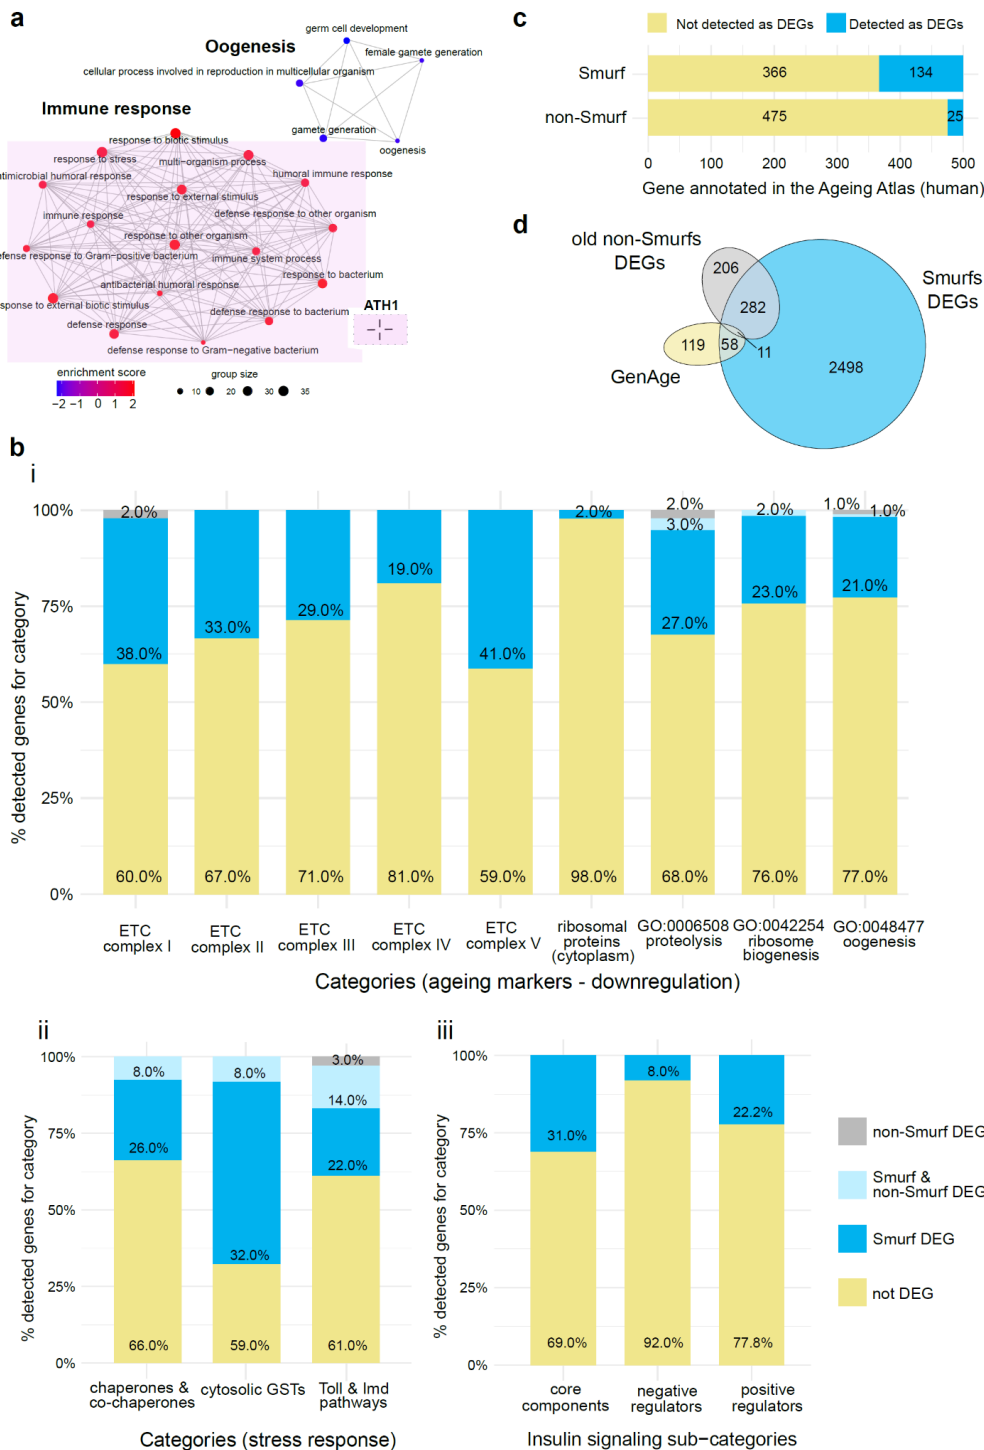 a
Oogenesis
germ cell development
female gamete generation
cellular process involved in reproduction in multicellular organism
gamete generation
oogenesis
Immune response
response to biotic stimulus
response to stress
multi-organism process
ntimicrobial humoral response
humoral immune response
response to external stimulus
immune response
defense response to other organism
response to other organism
efense response to Gram-positive bacterium
immune system process
response to bacterium
antibacterial humoral response
esponse to external biotic stimulus
defense response to bacterium
defense response
defense response to Gram-negative bacterium
ATH1
enrichment score
−2 −1 0 1 2
group size
10 20 30 35
c
Not detected as DEGs
Detected as DEGs
Smurf
366
134
non-Smurf
475
25
0 100 200 300 400 500
Gene annotated in the Ageing Atlas (human)
d
old non-Smurfs
DEGs
206
282
Smurfs
DEGs
119
58
11
2498
GenAge
b
i
% detected genes for category
100%
75%
50%
25%
0%
2.0%
38.0%
60.0%
33.0%
67.0%
29.0%
71.0%
19.0%
81.0%
41.0%
59.0%
2.0%
98.0%
2.0%
3.0%
27.0%
68.0%
2.0%
23.0%
76.0%
1.0%
1.0%
21.0%
77.0%
ETC
complex I
ETC
complex II
ETC
complex III
ETC
complex IV
ETC
complex V
ribosomal
proteins
(cytoplasm)
GO:0006508
proteolysis
GO:0042254
ribosome
biogenesis
GO:0048477
oogenesis
Categories (ageing markers - downregulation)
ii
% detected genes for category
100%
75%
50%
25%
0%
8.0%
26.0%
66.0%
8.0%
32.0%
59.0%
3.0%
14.0%
22.0%
61.0%
chaperones &
co-chaperones
cytosolic GSTs
Toll & Imd
pathways
Categories (stress response)
iii
% detected genes for category
100%
75%
50%
25%
0%
31.0%
69.0%
8.0%
92.0%
22.2%
77.8%
core
components
negative
regulators
positive
regulators
Insulin signaling sub-categories
non-Smurf DEG
Smurf &
non-Smurf DEG
Smurf DEG
not DEG